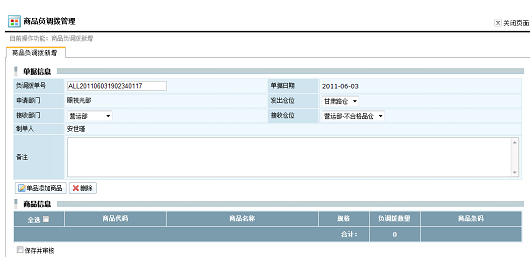 商品负调拨管理
关闭页面
目前操作功能：商品负调拨新增
商品负调拨新增
单据信息
负调拨单号 ALL201106031902340117 单据日期 2011-06-03
申请部门 眼视光部 发出仓位 甘肃路仓
接收部门 营运部 接收仓位 营运部-不合格品仓
制单人 安世瑾
备注
单品添加商品 删除
商品信息
全选 商品代码 商品名称 规格 负调拨数量 商品条码
合计： 0
保存并审核